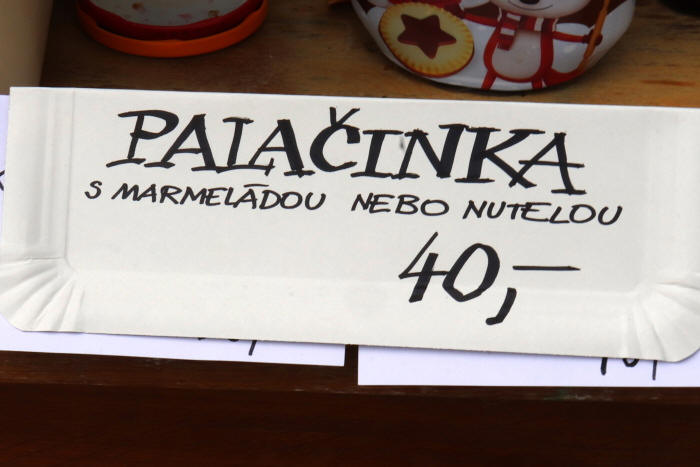 PALAČINKA
S MARMELÁDOU NEBO NUTELOU
40,–